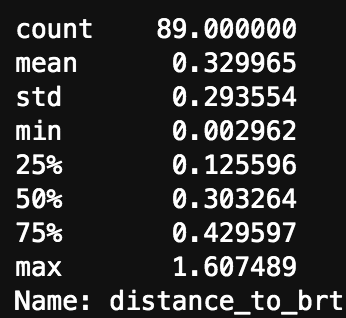 count 89.000000
mean 0.329965
std 0.293554
min 0.002962
25% 0.125596
50% 0.303264
75% 0.429597
max 1.607489
Name: distance_to_brt